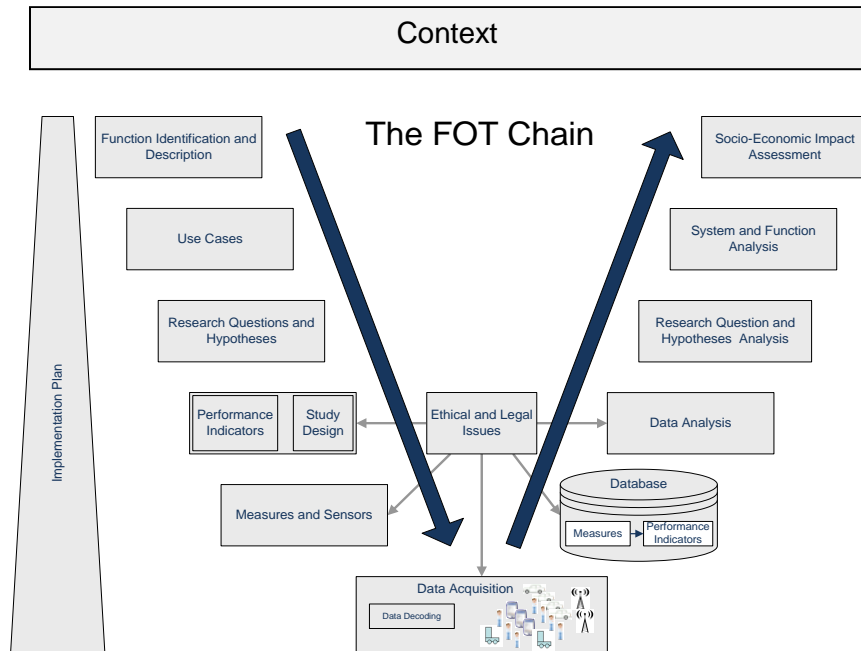 Context
The FOT Chain
Function Identification and
Description
Use Cases
Research Questions and
Hypotheses
Performance
Indicators
Study
Design
Measures and Sensors
Implementation Plan
Ethical and Legal
Issues
Data Acquisition
Data Decoding
Socio-Economic Impact
Assessment
System and Function
Analysis
Research Question and
Hypotheses Analysis
Data Analysis
Database
Measures
Performance
Indicators